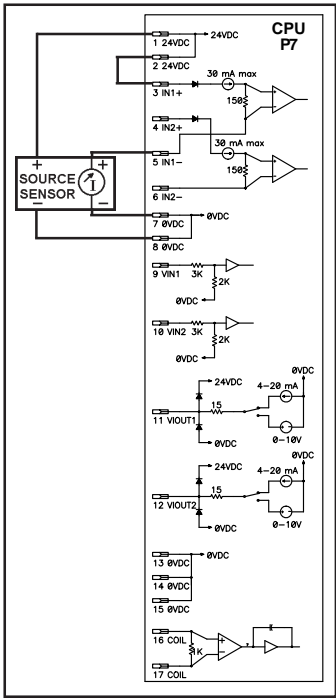 CPU
P7
1 24VDC
24VDC
2 24VDC
30 mA max
3 IN1+
150
4 IN2+
30 mA max
5 IN1-
150
6 IN2-
+ +
SOURCE
SENSOR
I
− −
7 0VDC
0VDC
8 0VDC
9 VIN1
3K
2K
0VDC
10 VIN2
3K
2K
0VDC
0VDC
24VDC
4-20 mA
15
11 VIOUT1
0VDC
0-10V
0VDC
24VDC
4-20 mA
15
12 VIOUT2
0VDC
0-10V
13 0VDC
0VDC
14 0VDC
15 0VDC
16 COIL
1K
+
−
17 COIL